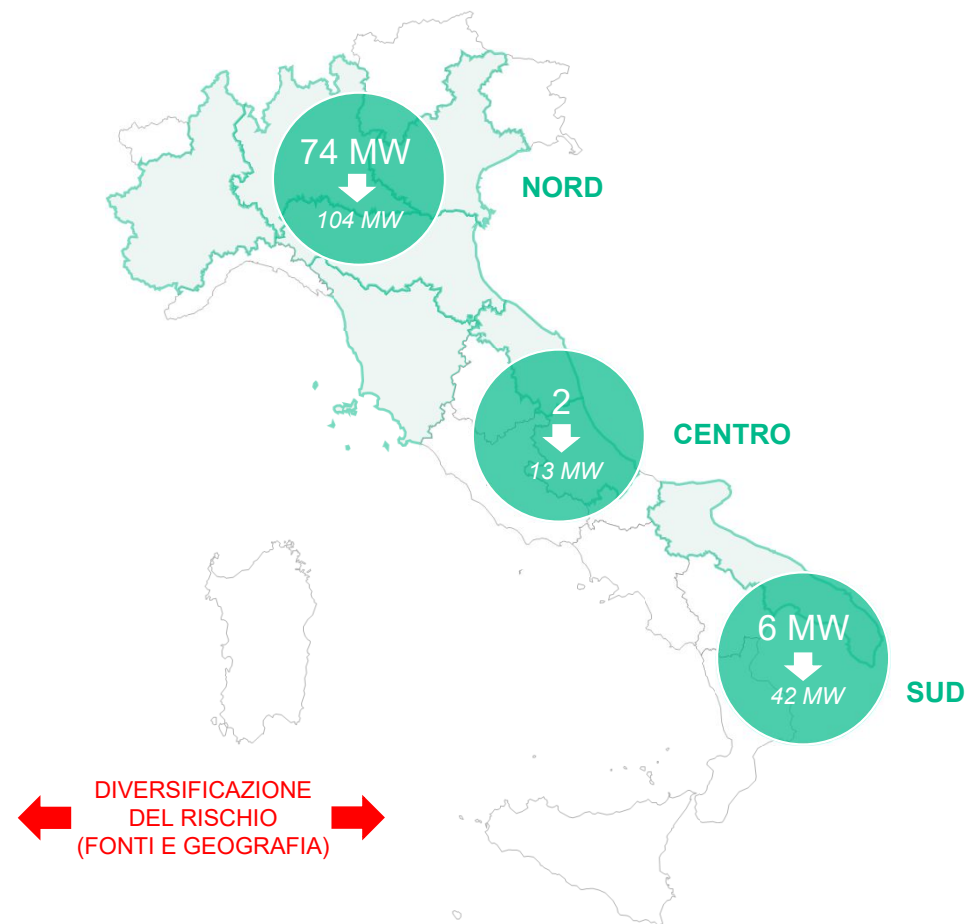 74 MW
104 MW
NORD
2
13 MW
CENTRO
6 MW
42 MW
SUD
DIVERSIFICAZIONE
DEL RISCHIO
(FONTI E GEOGRAFIA)